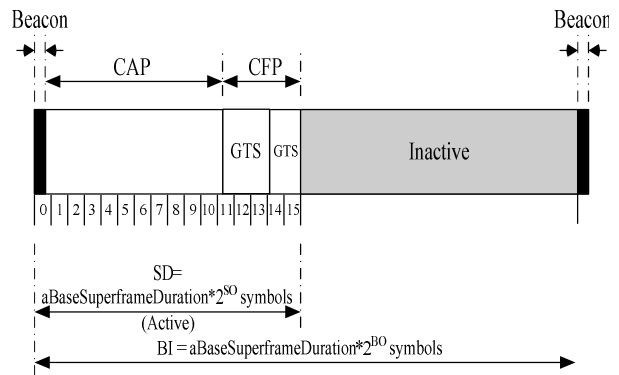 Beacon Beacon
CAP CFP
GTS GTS Inactive
0 1 2 3 4 5 6 7 8 9 10 11 12 13 14 15
SD=
aBaseSuperframeDuration*2^SO symbols
(Active)
BI = aBaseSuperframeDuration*2^BO symbols